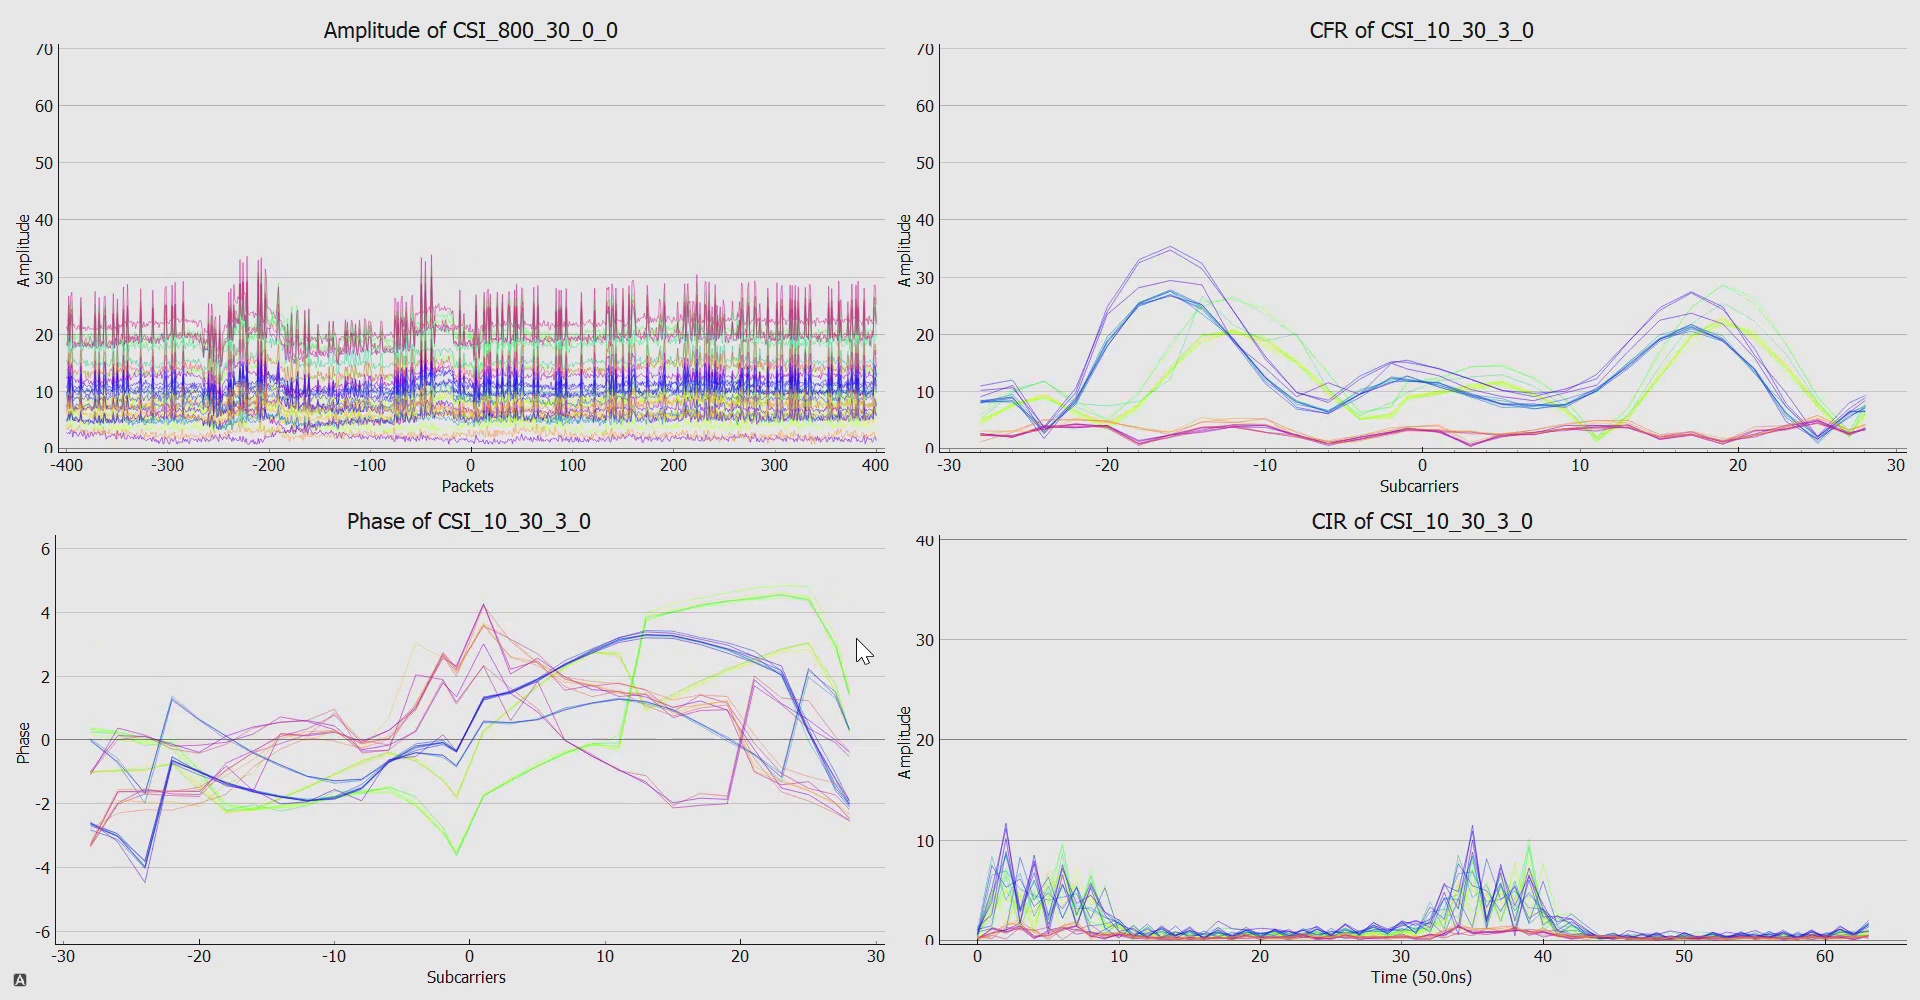 Amplitude of CSI_800_30_0_0
70
60
50
40
30
20
10
0
Amplitude
-400 -300 -200 -100 0 100 200 300 400
Packets
CFR of CSI_10_30_3_0
70
60
50
40
30
20
10
0
Amplitude
-30 -20 -10 0 10 20 30
Subcarriers
Phase of CSI_10_30_3_0
6
4
2
0
-2
-4
-6
Phase
-30 -20 -10 0 10 20 30
Subcarriers
CIR of CSI_10_30_3_0
40
30
20
10
0
Amplitude
0 10 20 30 40 50 60
Time (50.0ns)
A